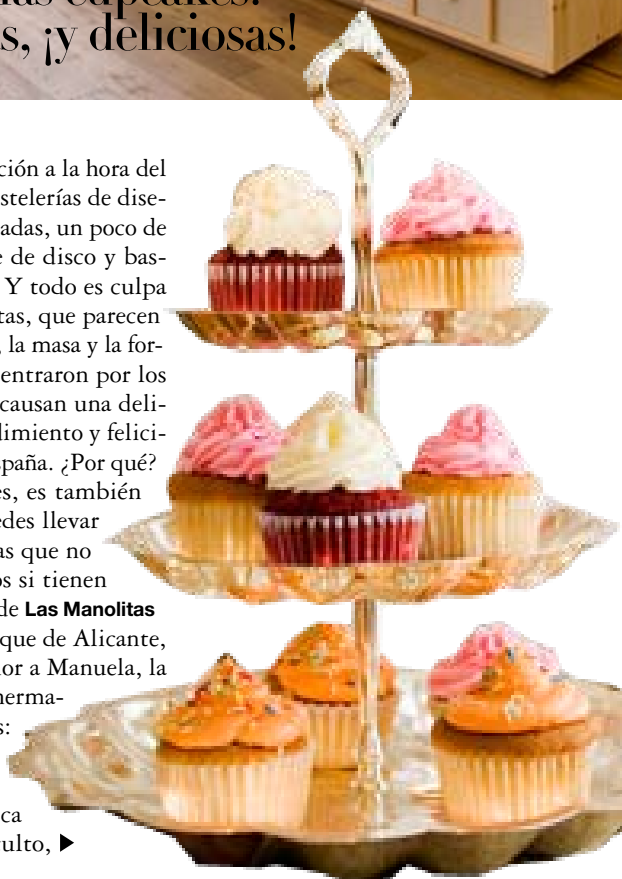 s, ¡y deliciosas!
ción a la hora del
stelerías de dise-
adas, un poco de
e de disco y bas-
Y todo es culpa
tas, que parecen
, la masa y la for-
entraron por los
causan una deli-
limiento y felici-
spaña. ¿Por qué?
es, es también
edes llevar
as que no
os si tienen
de Las Manolitas
que de Alicante,
or a Manuela, la
herma-
s:
ca
ulto, ▶